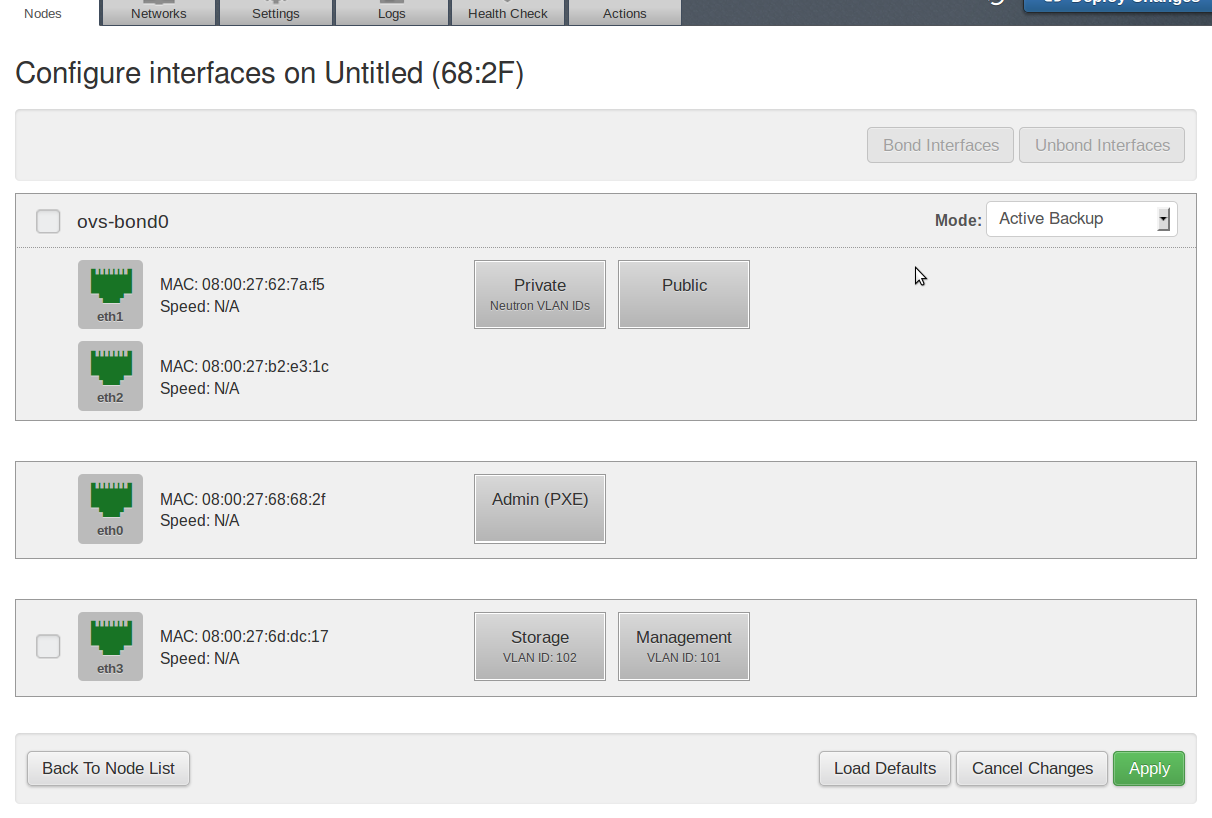 Nodes
Networks
Settings
Logs
Health Check
Actions
Deploy Changes
Configure interfaces on Untitled (68:2F)
Bond Interfaces
Unbond Interfaces
ovs-bond0
Mode:
Active Backup
eth1
MAC: 08:00:27:62:7a:f5
Speed: N/A
Private
Neutron VLAN IDs
Public
eth2
MAC: 08:00:27:b2:e3:1c
Speed: N/A
eth0
MAC: 08:00:27:68:68:2f
Speed: N/A
Admin (PXE)
eth3
MAC: 08:00:27:6d:dc:17
Speed: N/A
Storage
VLAN ID: 102
Management
VLAN ID: 101
Back To Node List
Load Defaults
Cancel Changes
Apply